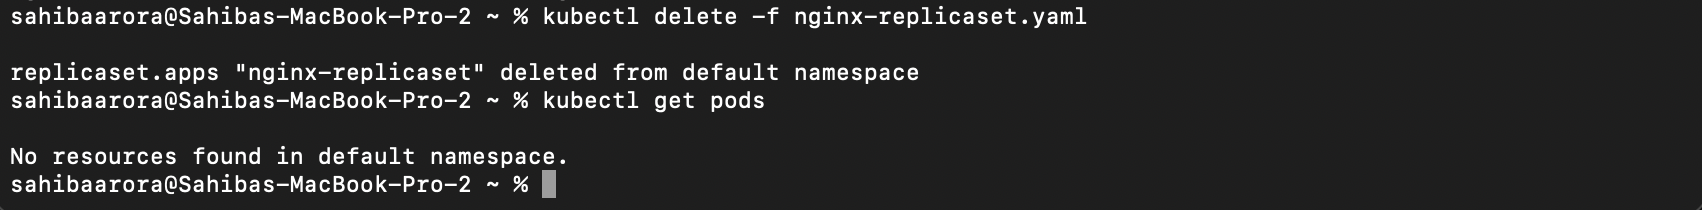 sahibaarora@Sahibas-MacBook-Pro-2 ~ % kubectl delete -f nginx-replicaset.yaml
replicaset.apps "nginx-replicaset" deleted from default namespace
sahibaarora@Sahibas-MacBook-Pro-2 ~ % kubectl get pods
No resources found in default namespace.
sahibaarora@Sahibas-MacBook-Pro-2 ~ %